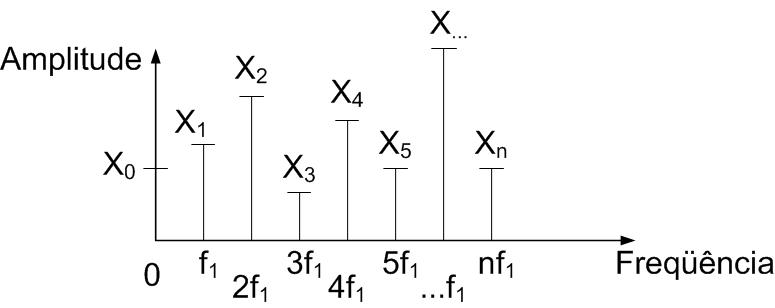 Amplitude
X...
X₂
X₄
X₁
X₅
Xₙ
X₀
X₃
0
f₁
2f₁
3f₁
4f₁
5f₁
...f₁
nf₁
Freqüência